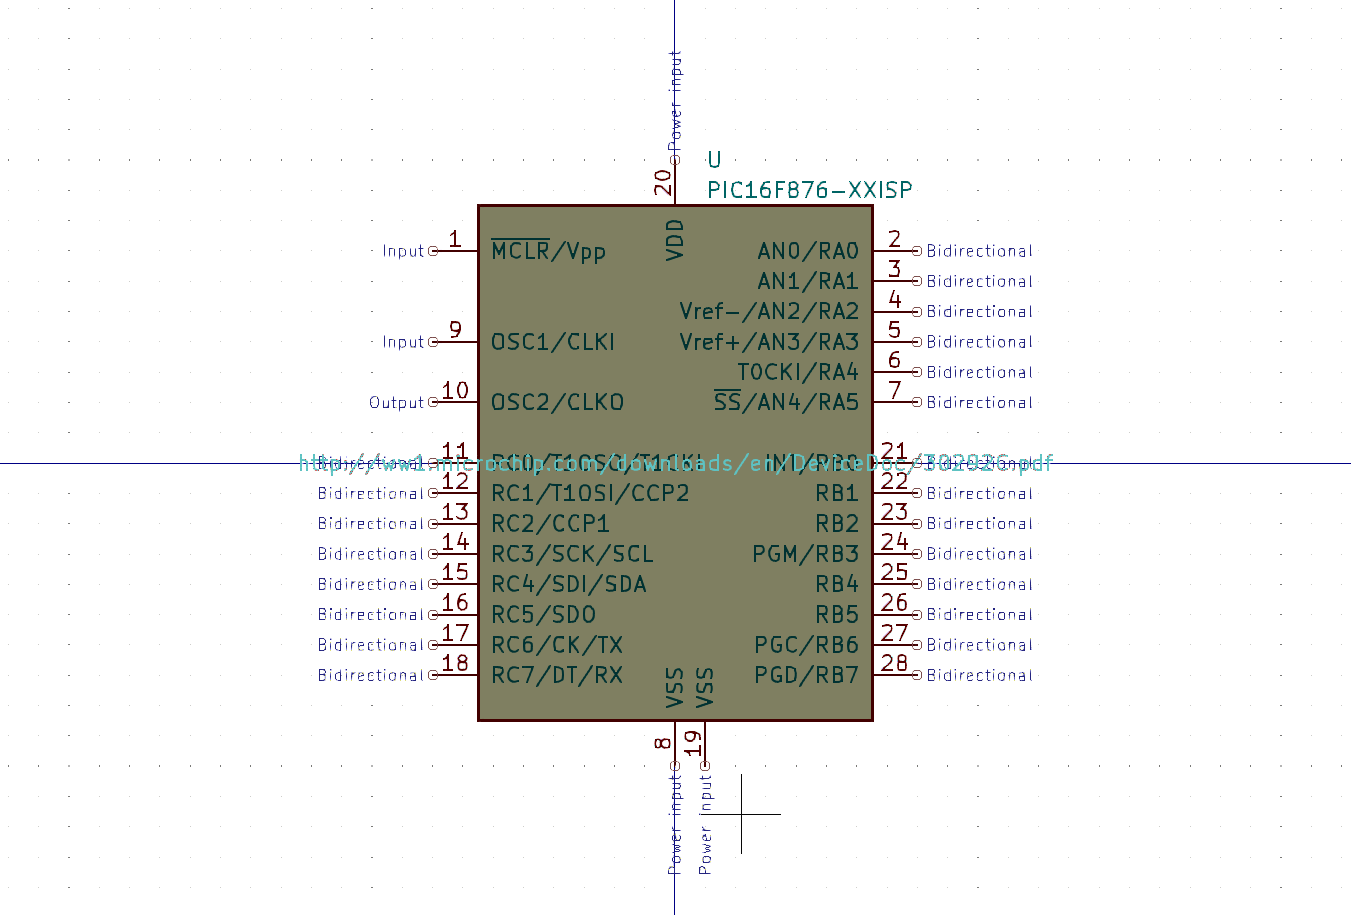 Power input
U
20
PIC16F876-XXISP
VDD
Input 1 MCLR/Vpp AN0/RA0 2 Bidirectional
AN1/RA1 3 Bidirectional
Vref-/AN2/RA2 4 Bidirectional
Input 9 OSC1/CLKI Vref+/AN3/RA3 5 Bidirectional
T0CKI/RA4 6 Bidirectional
Output 10 OSC2/CLKO SS/AN4/RA5 7 Bidirectional
Bidirectional 11 RC0/T1OSO/T1CKI 21 Bidirectional
http://ww1.microchip.com/downloads/en/DeviceDoc/30292C.pdf
Bidirectional 12 RC1/T1OSI/CCP2 RB1 22 Bidirectional
Bidirectional 13 RC2/CCP1 RB2 23 Bidirectional
Bidirectional 14 RC3/SCK/SCL PGM/RB3 24 Bidirectional
Bidirectional 15 RC4/SDI/SDA RB4 25 Bidirectional
Bidirectional 16 RC5/SDO RB5 26 Bidirectional
Bidirectional 17 RC6/CK/TX PGC/RB6 27 Bidirectional
Bidirectional 18 RC7/DT/RX PGD/RB7 28 Bidirectional
VSS
VSS
8
19
Power input
Power input